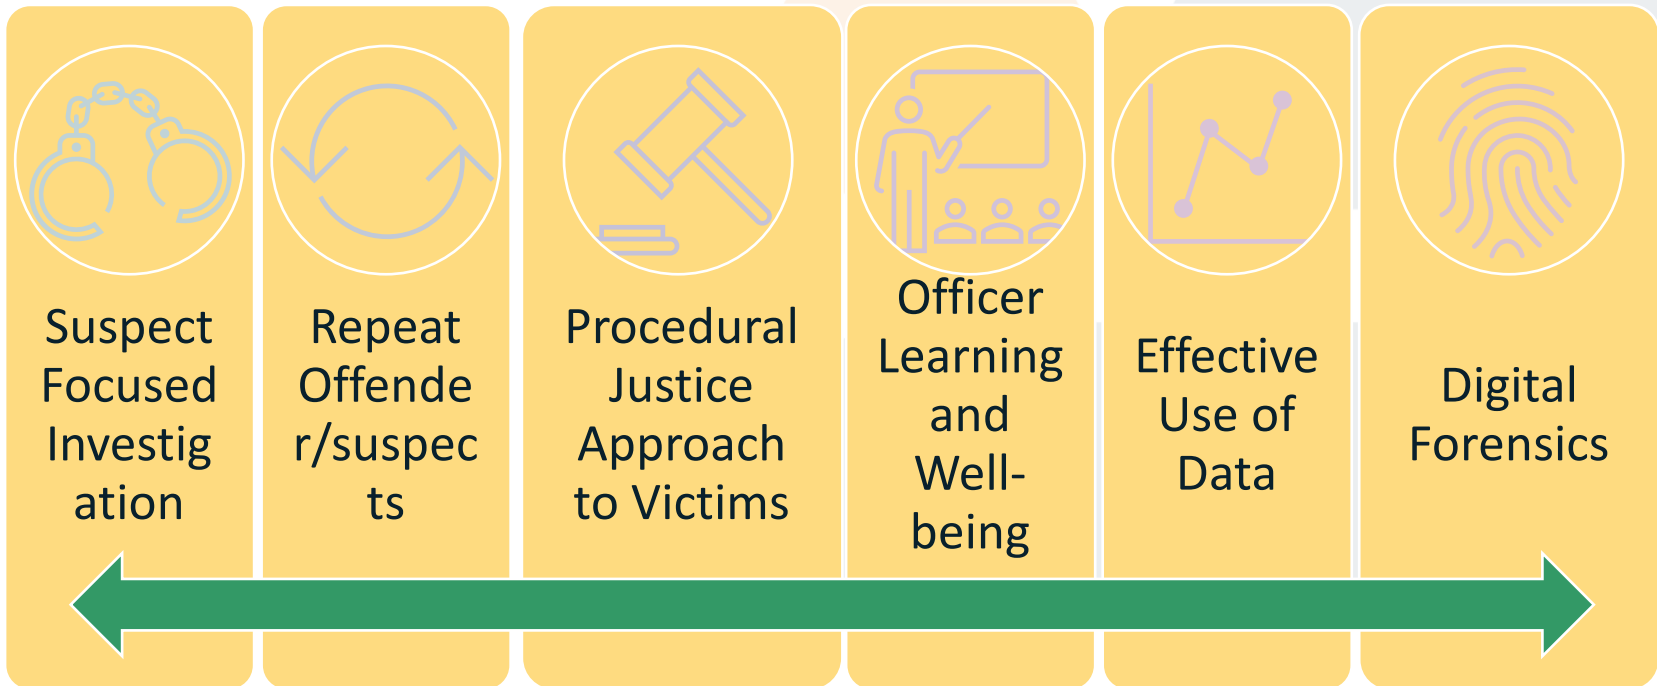 Suspect
Focused
Investig
ation
Repeat
Offende
r/suspec
ts
Procedural
Justice
Approach
to Victims
Officer
Learning
and
Well-
being
Effective
Use of
Data
Digital
Forensics